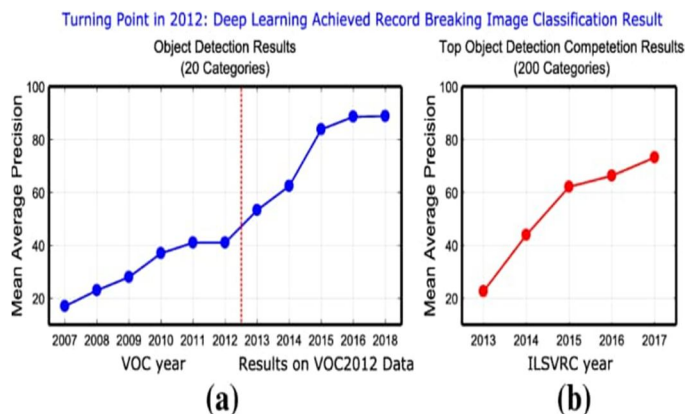 Turning Point in 2012: Deep Learning Achieved Record Breaking Image Classification Result
Object Detection Results
(20 Categories)
Mean Average Precision
100
80
60
40
20
2007 2008 2009 2010 2011 2012 2013 2014 2015 2016 2018
VOC year Results on VOC2012 Data
(a)
Top Object Detection Competetion Results
(200 Categories)
Mean Average Precision
100
80
60
40
20
2013 2014 2015 2016 2017
ILSVRC year
(b)